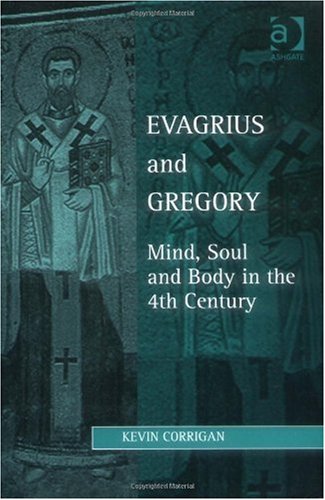 a
ASHGATE
EVAGRIUS
and
GREGORY
Mind, Soul
and Body in the
4th Century
KEVIN CORRIGAN